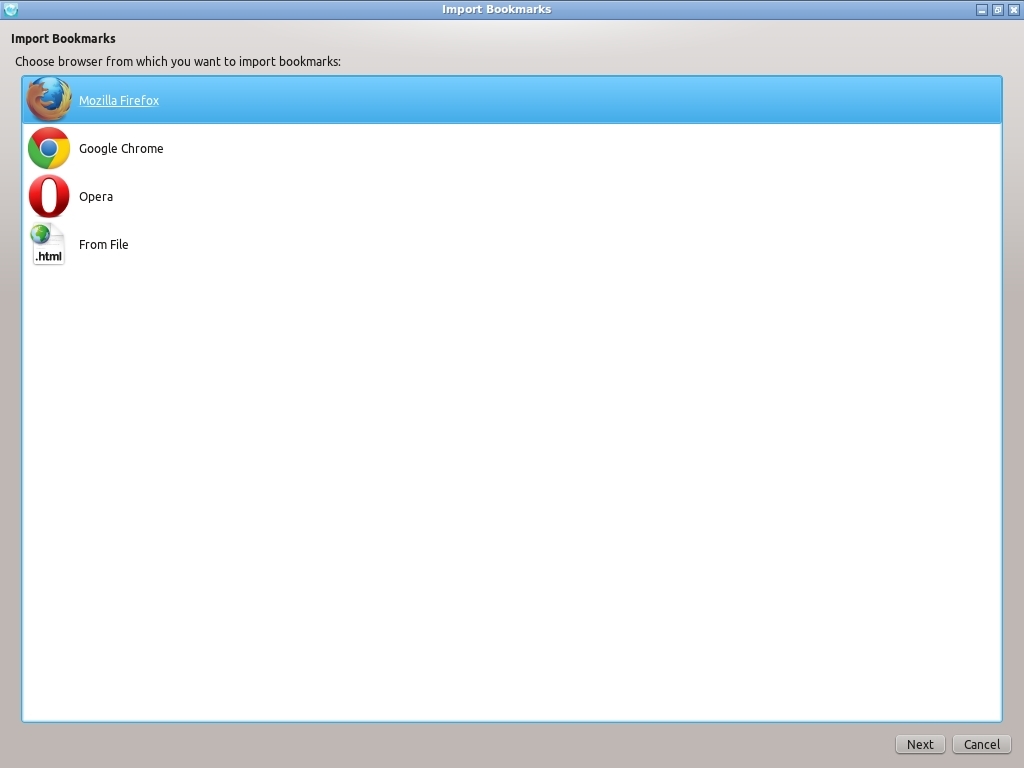 Import Bookmarks
Import Bookmarks
Choose browser from which you want to import bookmarks:
Mozilla Firefox
Google Chrome
Opera
.html
From File
Next
Cancel